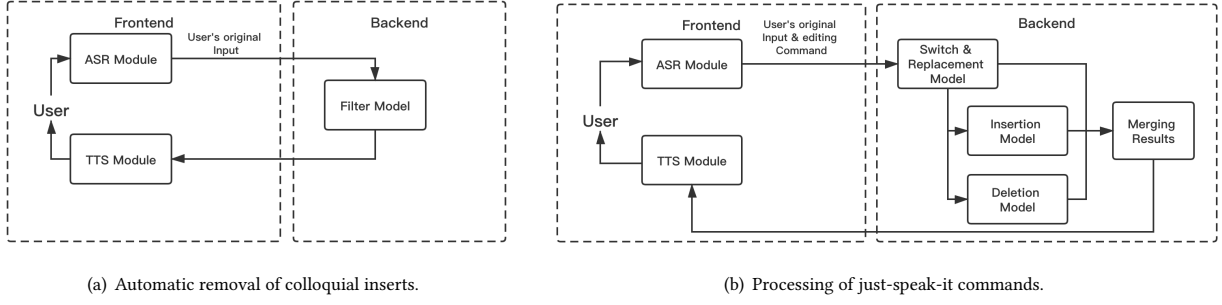 Frontend
Backend
User's original
Input
ASR Module
Filter Model
User
TTS Module
(a) Automatic removal of colloquial inserts.
Frontend
Backend
User's original
Input & editing
Command
ASR Module
Switch &
Replacement
Model
User
Insertion
Model
Merging
Results
TTS Module
Deletion
Model
(b) Processing of just-speak-it commands.